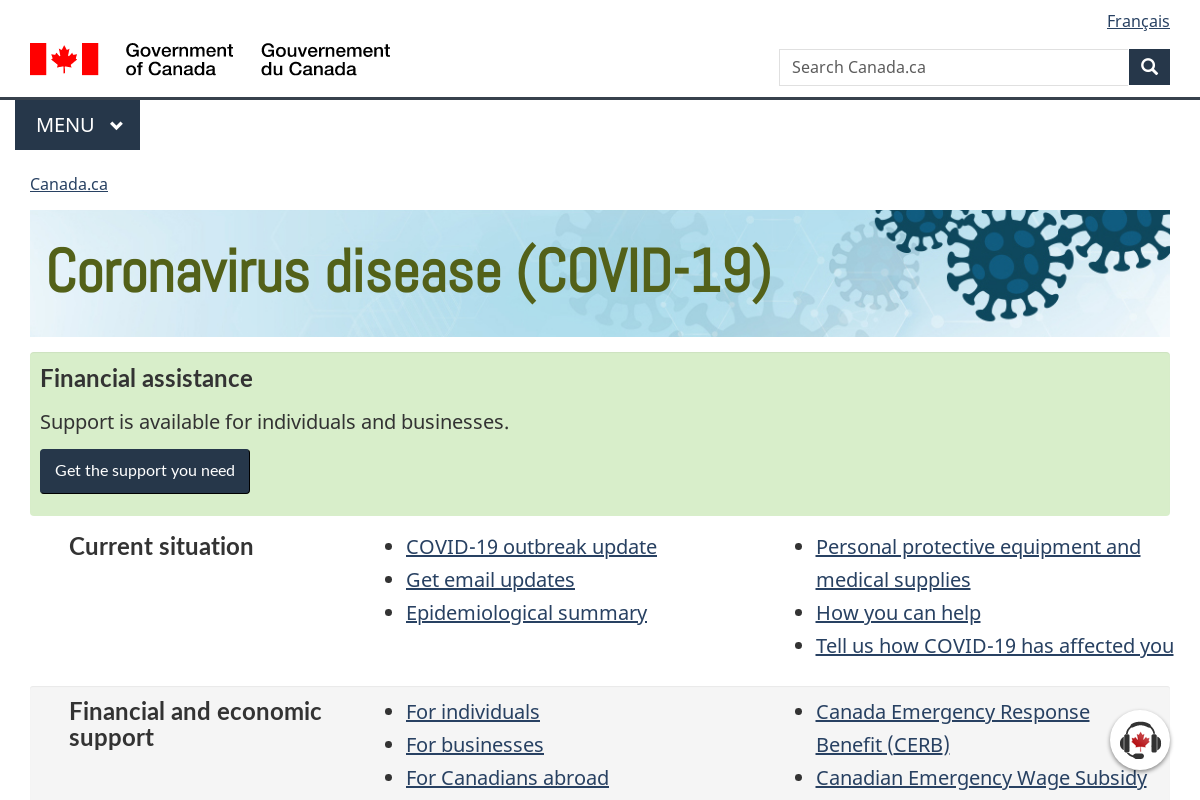 Français
Government of Canada
Gouvernement du Canada
Search Canada.ca
MENU
Canada.ca
Coronavirus disease (COVID-19)
Financial assistance
Support is available for individuals and businesses.
Get the support you need
Current situation
COVID-19 outbreak update
Get email updates
Epidemiological summary
Personal protective equipment and
medical supplies
How you can help
Tell us how COVID-19 has affected you
Financial and economic
support
For individuals
For businesses
For Canadians abroad
Canada Emergency Response
Benefit (CERB)
Canadian Emergency Wage Subsidy